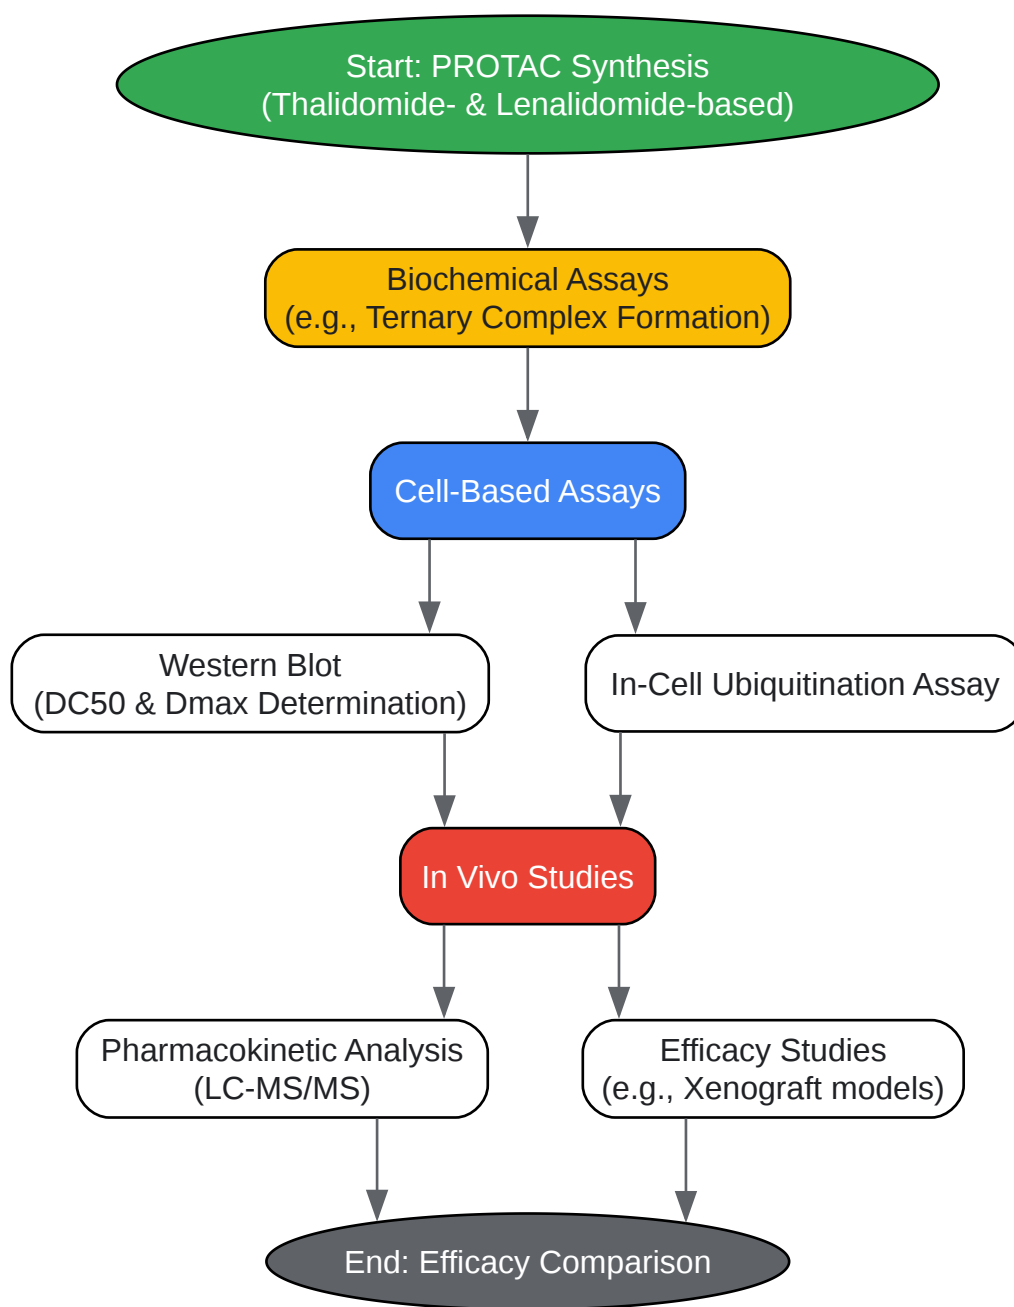 Start: PROTAC Synthesis
(Thalidomide- & Lenalidomide-based)
Biochemical Assays
(e.g., Ternary Complex Formation)
Cell-Based Assays
Western Blot
(DC50 & Dmax Determination)
In-Cell Ubiquitination Assay
In Vivo Studies
Pharmacokinetic Analysis
(LC-MS/MS)
Efficacy Studies
(e.g., Xenograft models)
End: Efficacy Comparison